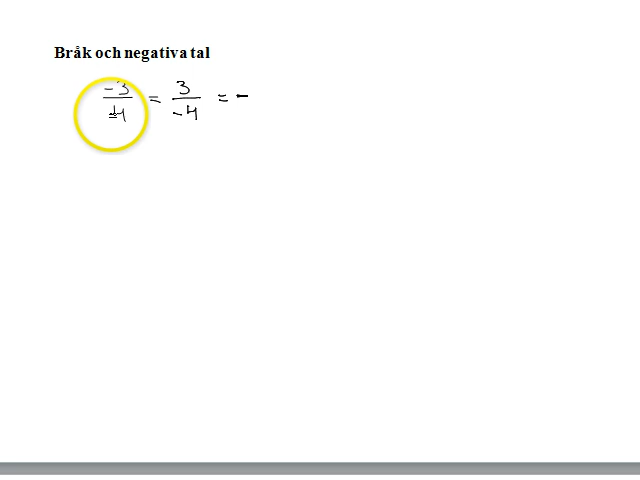 Bråk och negativa tal
-3/4 = 3/-4 = -